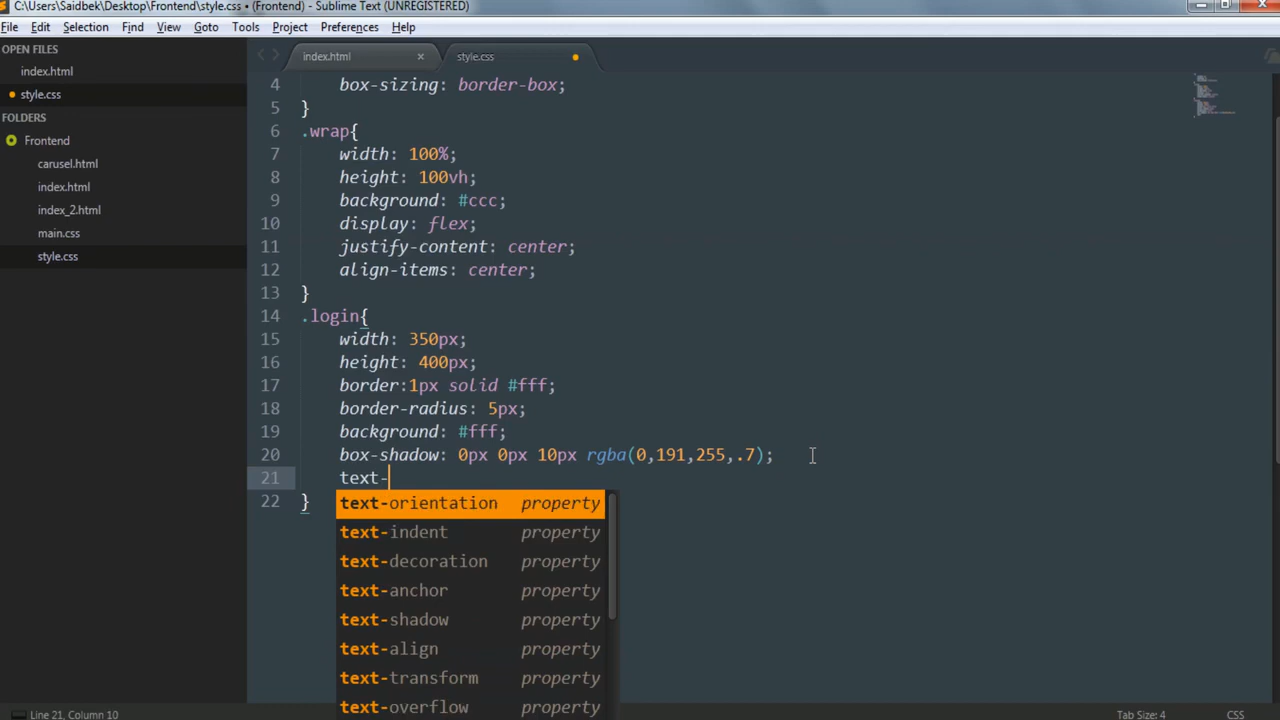 C:\Users\Saidbek\Desktop\Frontend\style.css • (Frontend) - Sublime Text (UNREGISTERED)
File Edit Selection Find View Goto Tools Project Preferences Help
OPEN FILES
index.html
style.css
FOLDERS
Frontend
carusel.html
index.html
index_2.html
main.css
style.css
index.html × style.css
4 box-sizing: border-box;
5 }
6 .wrap{
7 width: 100%;
8 height: 100vh;
9 background: #ccc;
10 display: flex;
11 justify-content: center;
12 align-items: center;
13 }
14 .login{
15 width: 350px;
16 height: 400px;
17 border:1px solid #fff;
18 border-radius: 5px;
19 background: #fff;
20 box-shadow: 0px 0px 10px rgba(0,191,255,.7);
21 text-
22 }
text-orientation property
text-indent property
text-decoration property
text-anchor property
text-shadow property
text-align property
text-transform property
text-overflow property
Line 21, Column 10 Tab Size: 4 CSS